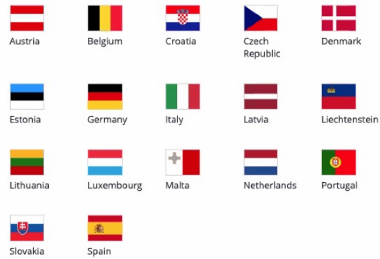 Austria
Belgium
Croatia
Czech
Republic
Denmark
Estonia
Germany
Italy
Latvia
Liechtenstein
Lithuania
Luxembourg
Malta
Netherlands
Portugal
Slovakia
Spain